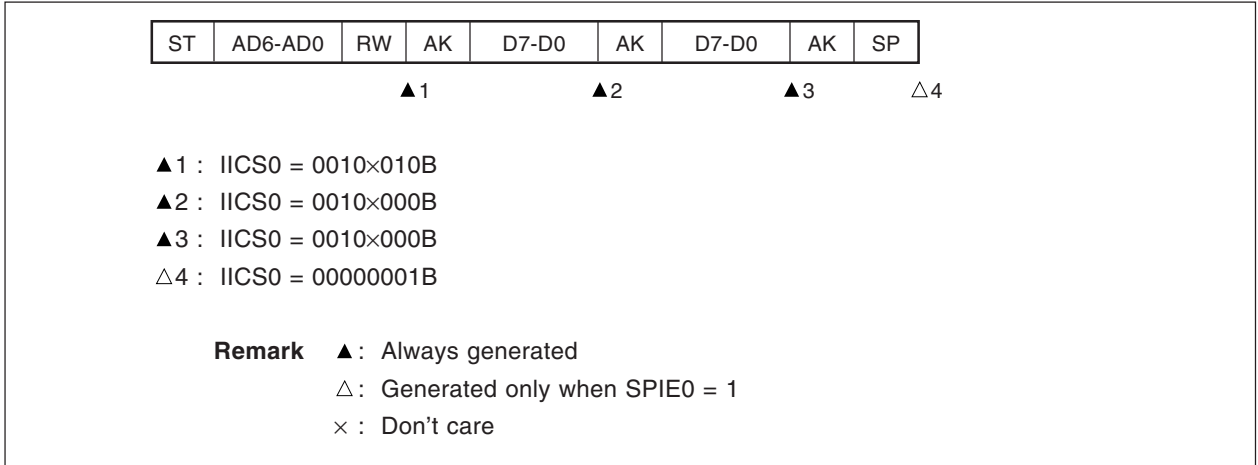 ST AD6-AD0 RW AK D7-D0 AK D7-D0 AK SP
▲1 ▲2 ▲3 △4
▲1 : IICS0 = 0010×010B
▲2 : IICS0 = 0010×000B
▲3 : IICS0 = 0010×000B
△4 : IICS0 = 00000001B
Remark ▲ : Always generated
△ : Generated only when SPIE0 = 1
× : Don't care